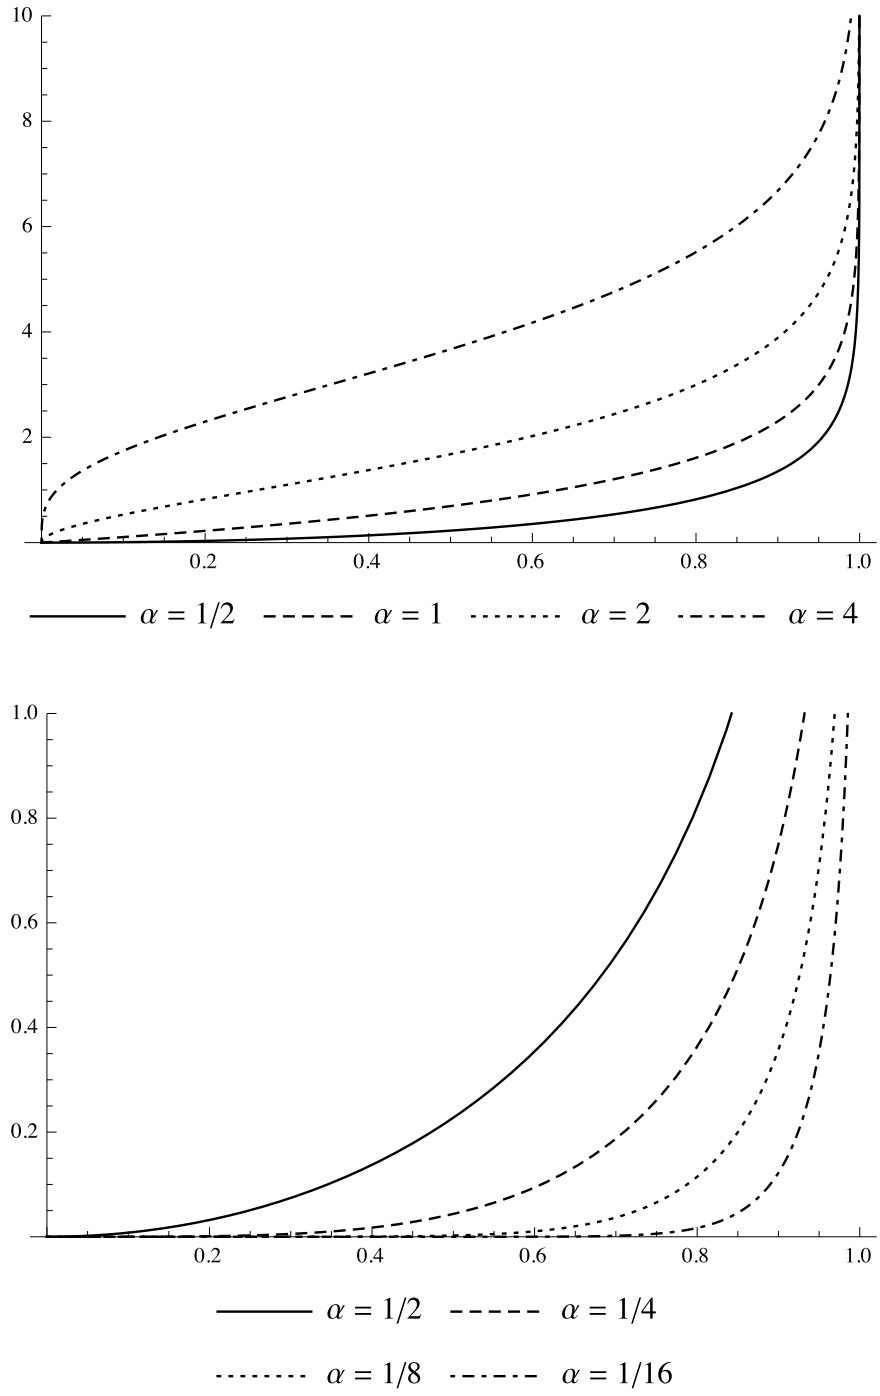 10
8
6
4
2
0.2 0.4 0.6 0.8 1.0
α = 1/2 α = 1 α = 2 α = 4
1.0
0.8
0.6
0.4
0.2
0.2 0.4 0.6 0.8 1.0
α = 1/2 α = 1/4
α = 1/8 α = 1/16